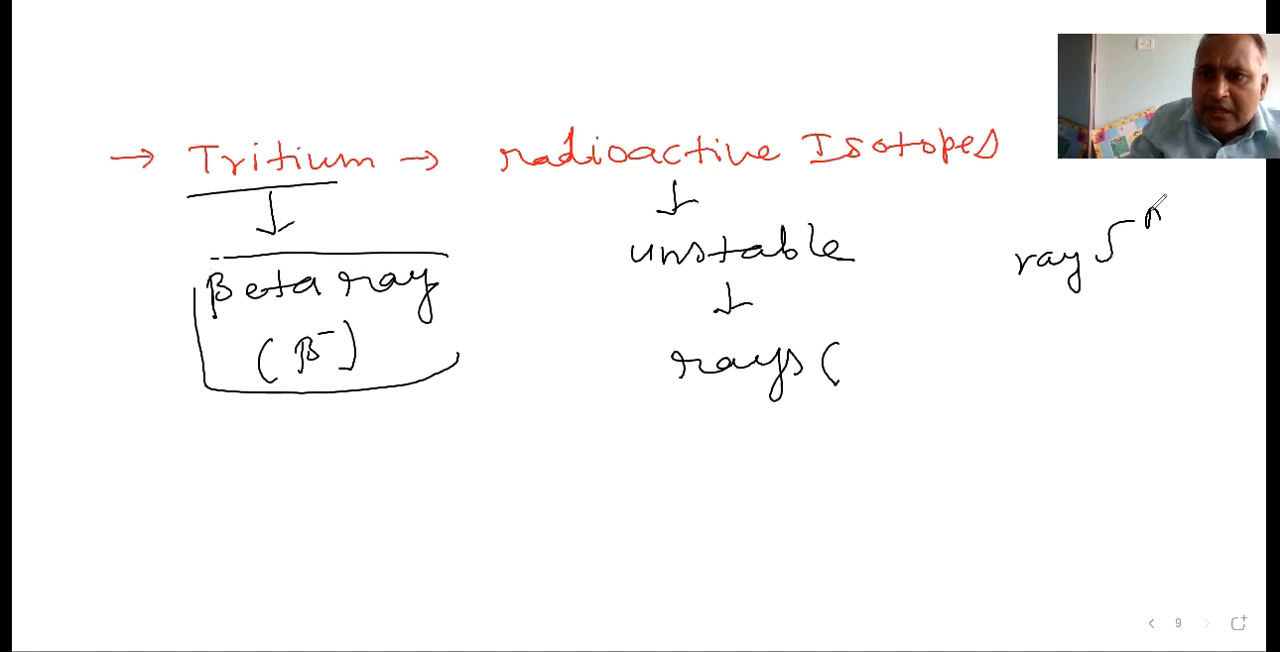 → Tritium → radioactive Isotopes
unstable
ray
Beta ray
(β⁻)
rays (
9